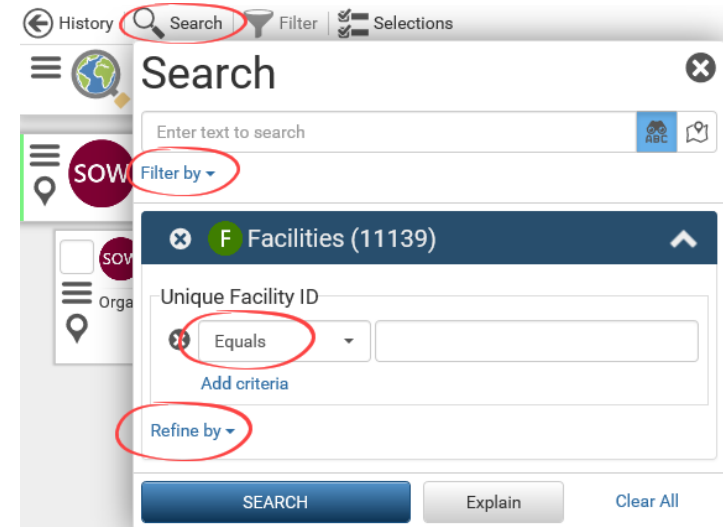 History Search Filter Selections
Search
Enter text to search
ABC
SOW
Filter by
F Facilities (11139)
SOW
Orga
Unique Facility ID
Equals
Add criteria
Refine by
SEARCH Explain Clear All